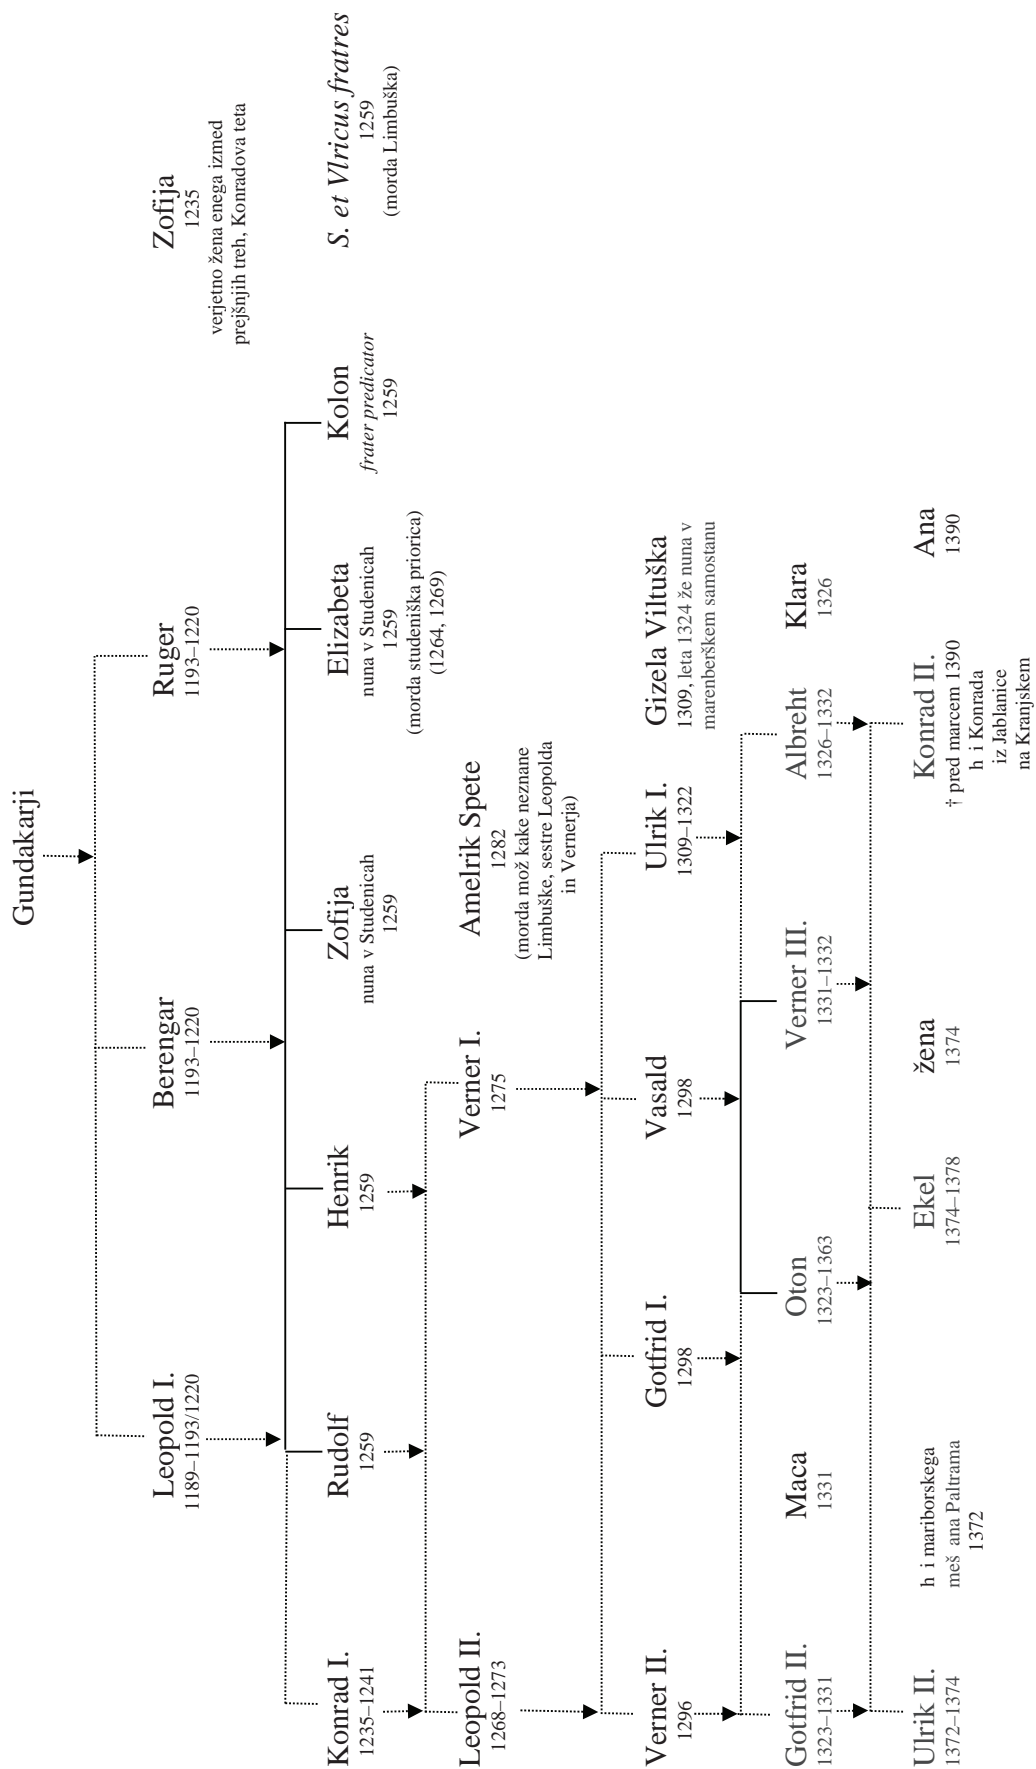 Gundakarji
Leopold I.
1189–1193/1220
Berengar
1193–1220
Ruger
1193–1220
Zofija
1235
verjetno žena enega izmed
prejšnjih treh, Konradova teta
Konrad I.
1235–1241
Rudolf
1259
Henrik
1259
Zofija
nuna v Studenicah
1259
Elizabeta
nuna v Studenicah
1259
(morda studeniška priorica)
(1264, 1269)
Kolon
frater predicator
1259
S. et Vlricus fratres
1259
(morda Limbuška)
Leopold II.
1268–1273
Verner I.
1275
Amelrik Spete
1282
(morda mož kake neznane
Limbuške, sestre Leopolda
in Vernerja)
Verner II.
1296
Gotfrid I.
1298
Vasald
1298
Ulrik I.
1309–1322
Gizela Viltuška
1309, leta 1324 že nuna v
marenberškem samostanu
Gotfrid II.
1323–1331
Maca
1331
Oton
1323–1363
Verner III.
1331–1332
Albreht
1326–1332
Klara
1326
Ulrik II.
1372–1374
h i mariborskega
meš ana Paltrama
1372
Ekel
1374–1378
žena
1374
Konrad II.
† pred marcem 1390
h i Konrada
iz Jablanice
na Kranjskem
Ana
1390